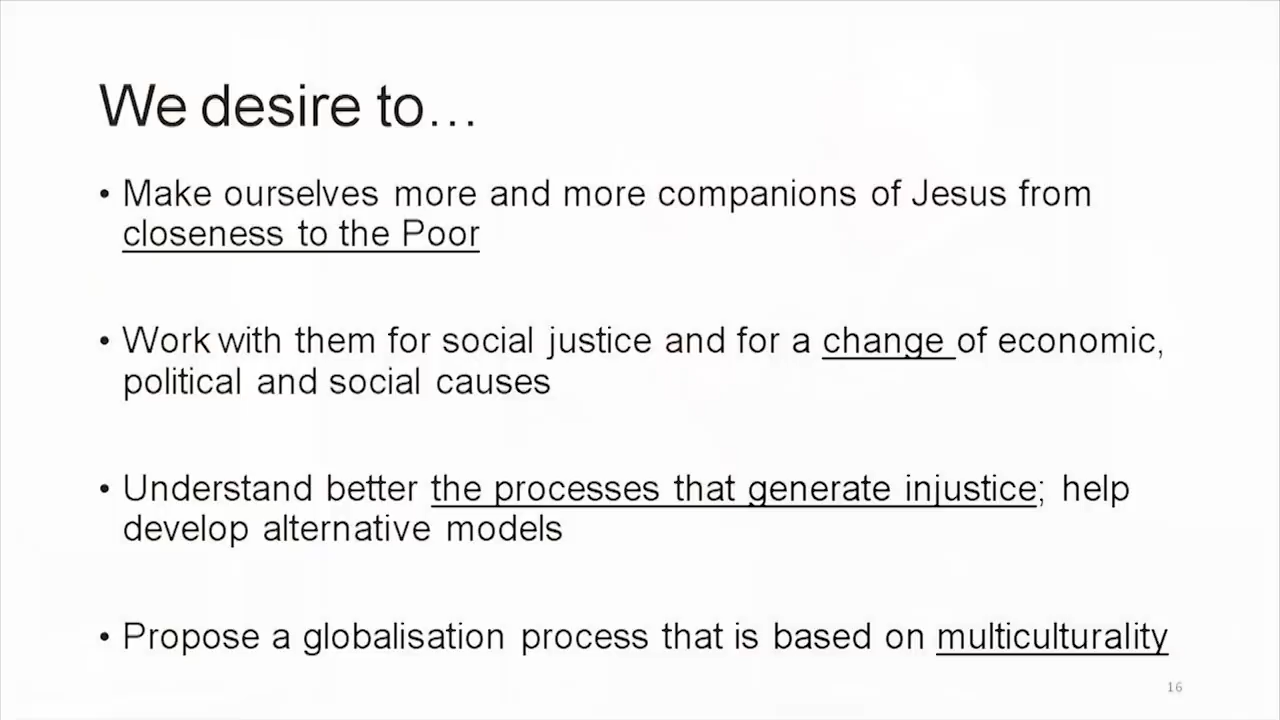 We desire to…
• Make ourselves more and more companions of Jesus from
closeness to the Poor
• Work with them for social justice and for a change of economic,
political and social causes
• Understand better the processes that generate injustice; help
develop alternative models
• Propose a globalisation process that is based on multiculturality
16